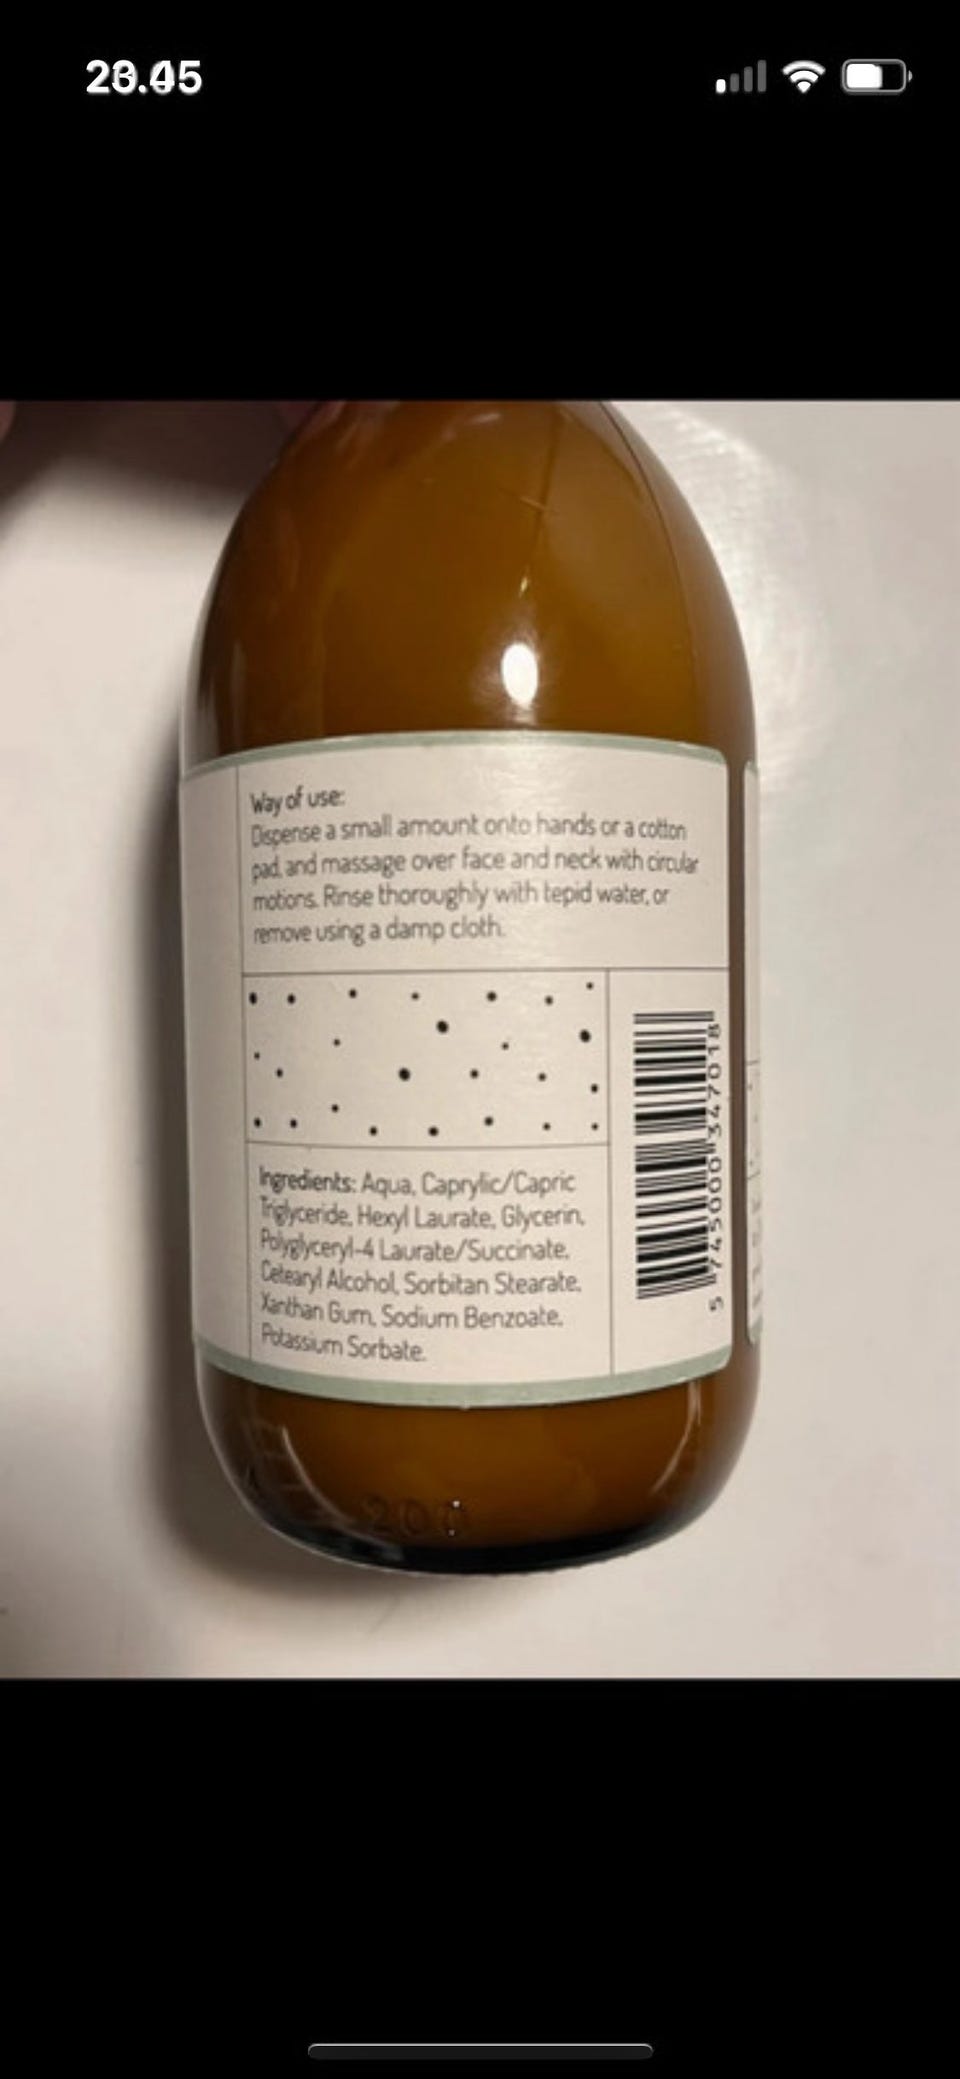 Way of use:
Dispense a small amount onto hands or a cotton
pad, and massage over face and neck with circular
motions. Rinse thoroughly with tepid water, or
remove using a damp cloth.
Ingredients: Aqua, Caprylic/Capric
Triglyceride, Hexyl Laurate, Glycerin,
Polyglyceryl-4 Laurate/Succinate,
Cetearyl Alcohol, Sorbitan Stearate,
Xanthan Gum, Sodium Benzoate,
Potassium Sorbate.
5 745000 347018
200